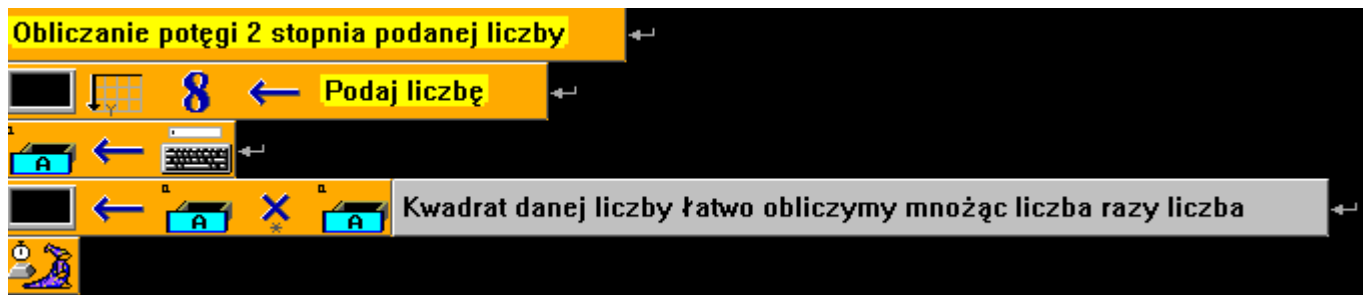 Obliczanie potęgi 2 stopnia podanej liczby
8 Podaj liczbę
A
A A Kwadrat danej liczby łatwo obliczymy mnożąc liczba razy liczba